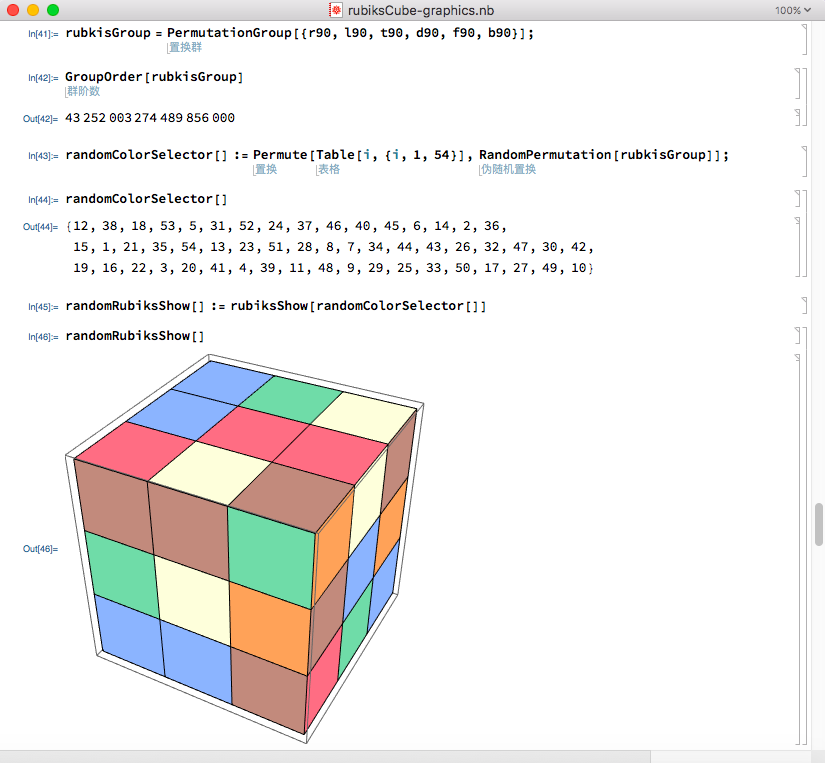 rubiksCube-graphics.nb
100%
In[41]:= rubkisGroup = PermutationGroup[{r90, l90, t90, d90, f90, b90}];
置换群
In[42]:= GroupOrder[rubkisGroup]
群阶数
Out[42]= 43 252 003 274 489 856 000
In[43]:= randomColorSelector[] := Permute[Table[i, {i, 1, 54}], RandomPermutation[rubkisGroup]];
置换 表格 伪随机置换
In[44]:= randomColorSelector[]
Out[44]= {12, 38, 18, 53, 5, 31, 52, 24, 37, 46, 40, 45, 6, 14, 2, 36,
15, 1, 21, 35, 54, 13, 23, 51, 28, 8, 7, 34, 44, 43, 26, 32, 47, 30, 42,
19, 16, 22, 3, 20, 41, 4, 39, 11, 48, 9, 29, 25, 33, 50, 17, 27, 49, 10}
In[45]:= randomRubiksShow[] := rubiksShow[randomColorSelector[]]
In[46]:= randomRubiksShow[]
Out[46]=